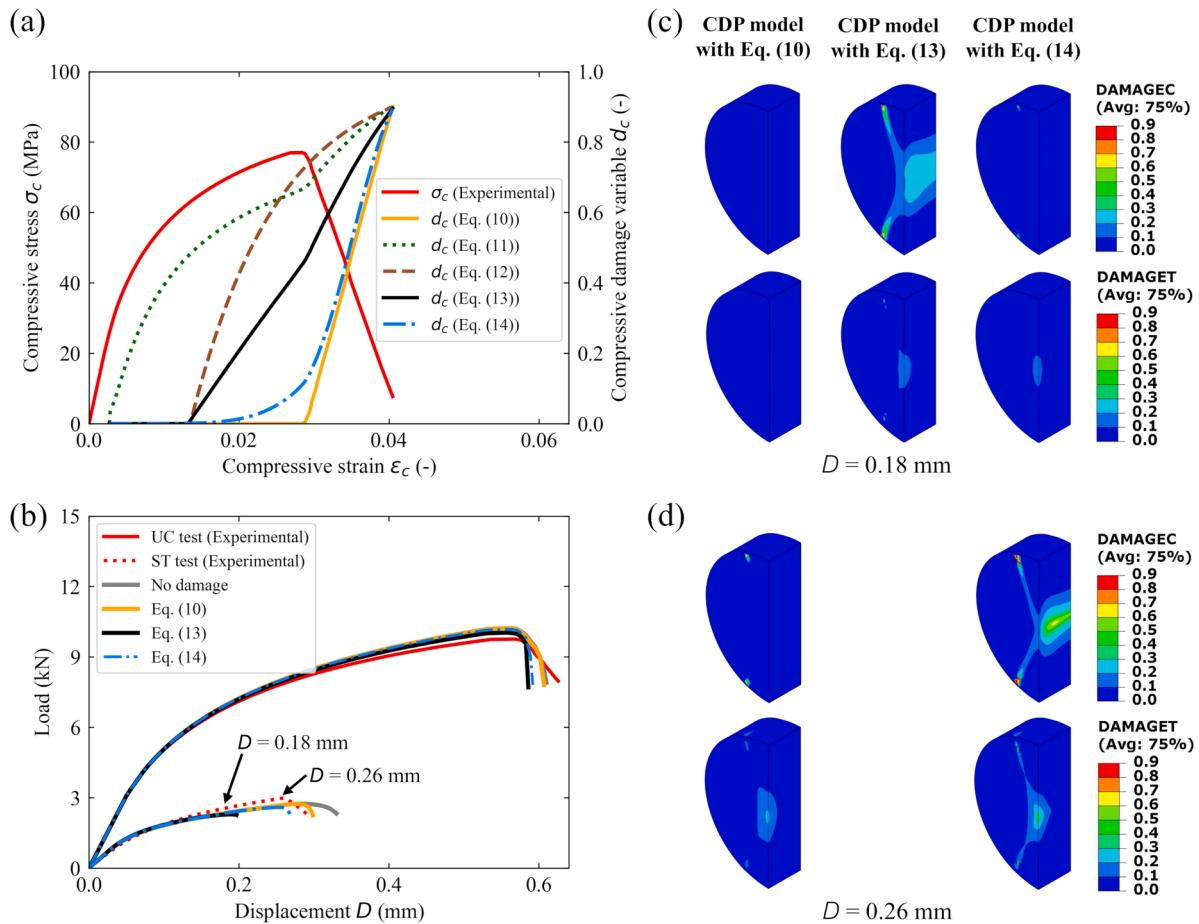 (a)
100
80
60
40
20
0
Compressive stress σc (MPa)
1.0
0.8
0.6
0.4
0.2
0.0
Compressive damage variable dc (-)
σc (Experimental)
dc (Eq. (10))
dc (Eq. (11))
dc (Eq. (12))
dc (Eq. (13))
dc (Eq. (14))
0.0 0.02 0.04 0.06
Compressive strain εc (-)
(b)
15
12
9
6
3
0
Load (kN)
UC test (Experimental)
ST test (Experimental)
No damage
Eq. (10)
Eq. (13)
Eq. (14)
D = 0.18 mm
D = 0.26 mm
0.0 0.2 0.4 0.6
Displacement D (mm)
(c)
CDP model
with Eq. (10)
CDP model
with Eq. (13)
CDP model
with Eq. (14)
DAMAGEC
(Avg: 75%)
0.9
0.8
0.7
0.6
0.5
0.4
0.3
0.2
0.1
0.0
DAMAGET
(Avg: 75%)
0.9
0.8
0.7
0.6
0.5
0.4
0.3
0.2
0.1
0.0
D = 0.18 mm
(d)
DAMAGEC
(Avg: 75%)
0.9
0.8
0.7
0.6
0.5
0.4
0.3
0.2
0.1
0.0
DAMAGET
(Avg: 75%)
0.9
0.8
0.7
0.6
0.5
0.4
0.3
0.2
0.1
0.0
D = 0.26 mm